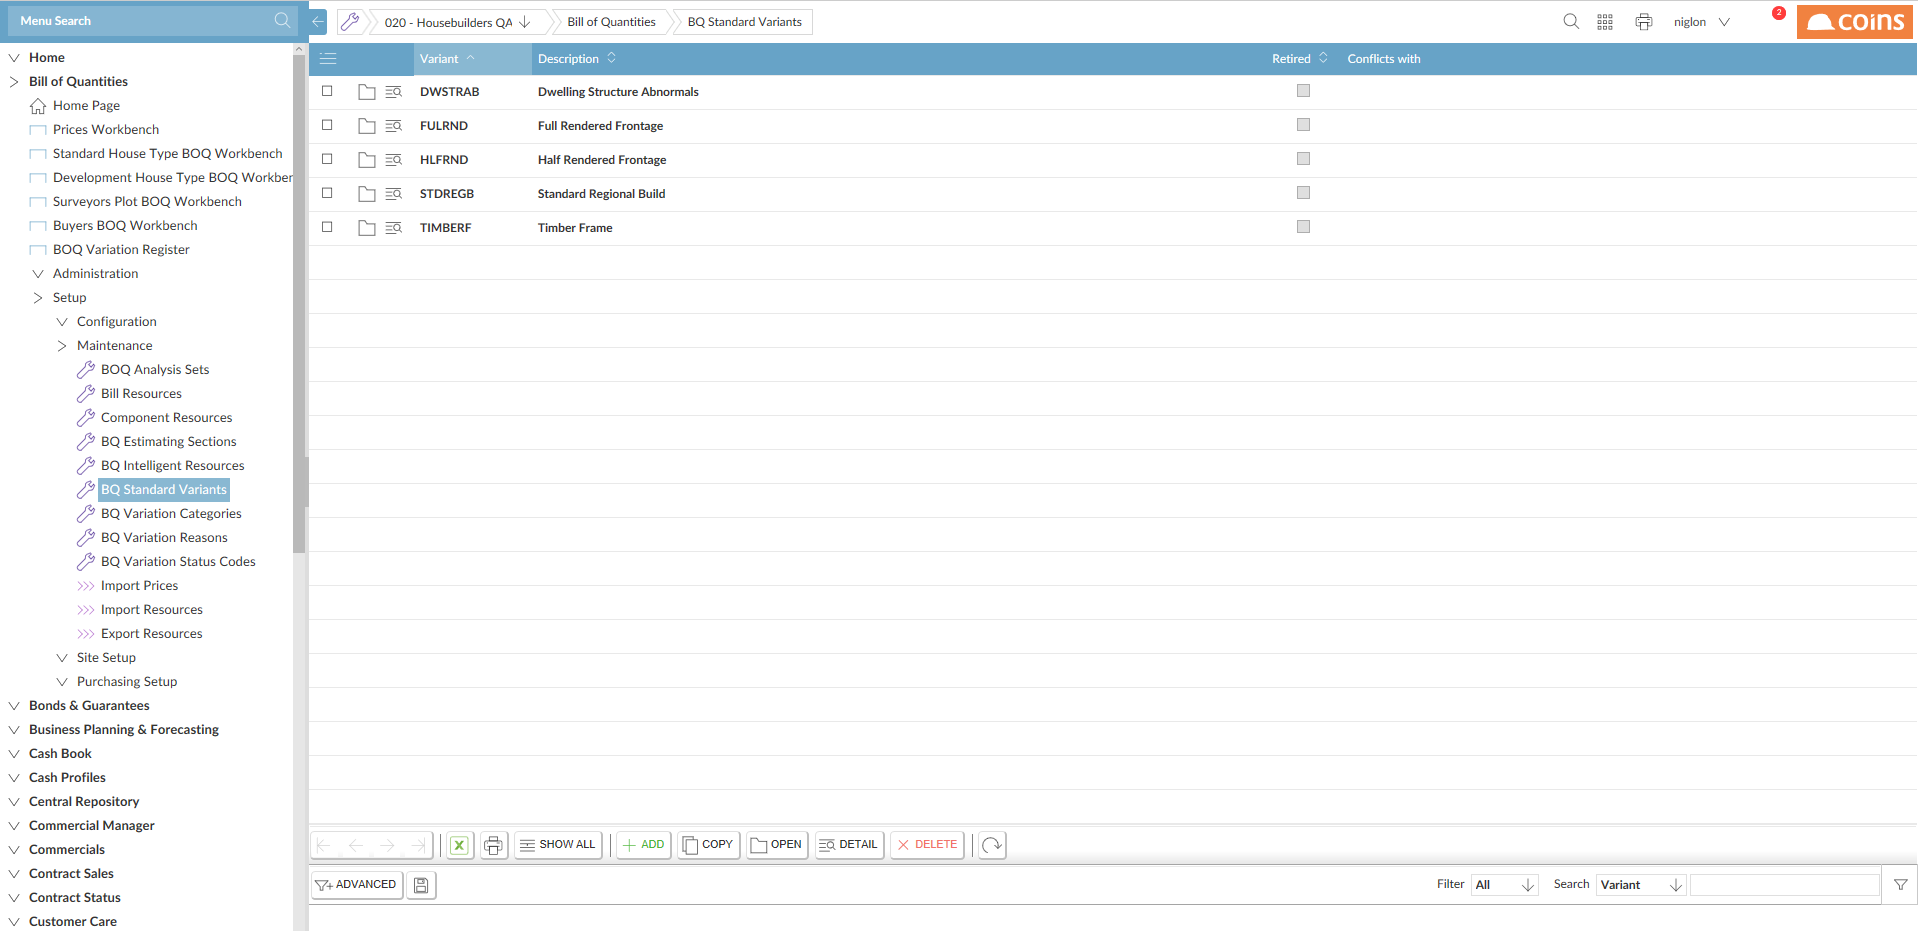 Menu Search
020 - Housebuilders QA
Bill of Quantities
BQ Standard Variants
niglon
2
coins
Home
Bill of Quantities
Home Page
Prices Workbench
Standard House Type BOQ Workbench
Development House Type BOQ Workber
Surveyors Plot BOQ Workbench
Buyers BOQ Workbench
BOQ Variation Register
Administration
Setup
Configuration
Maintenance
BOQ Analysis Sets
Bill Resources
Component Resources
BQ Estimating Sections
BQ Intelligent Resources
BQ Standard Variants
BQ Variation Categories
BQ Variation Reasons
BQ Variation Status Codes
Import Prices
Import Resources
Export Resources
Site Setup
Purchasing Setup
Bonds & Guarantees
Business Planning & Forecasting
Cash Book
Cash Profiles
Central Repository
Commercial Manager
Commercials
Contract Sales
Contract Status
Customer Care
Variant Description Retired Conflicts with
DWSTRAB Dwelling Structure Abnormals
FULRND Full Rendered Frontage
HLFRND Half Rendered Frontage
STDREGB Standard Regional Build
TIMBERF Timber Frame
SHOW ALL ADD COPY OPEN DETAIL DELETE
ADVANCED Filter All Search Variant